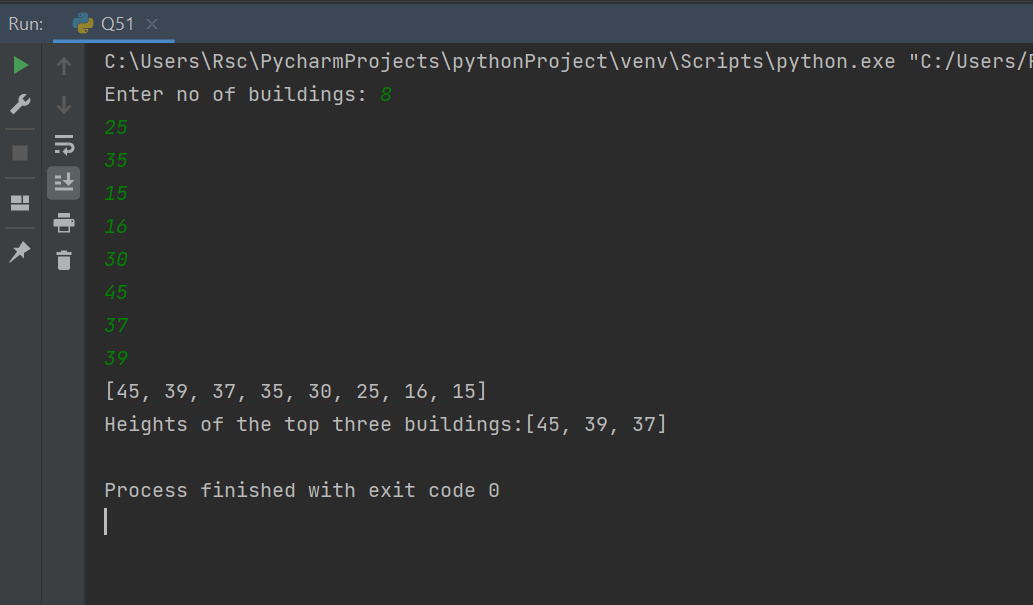 Run:
Q51
C:\Users\Rsc\PycharmProjects\pythonProject\venv\Scripts\python.exe "C:/Users/
Enter no of buildings: 8
25
35
15
16
30
45
37
39
[45, 39, 37, 35, 30, 25, 16, 15]
Heights of the top three buildings:[45, 39, 37]
Process finished with exit code 0